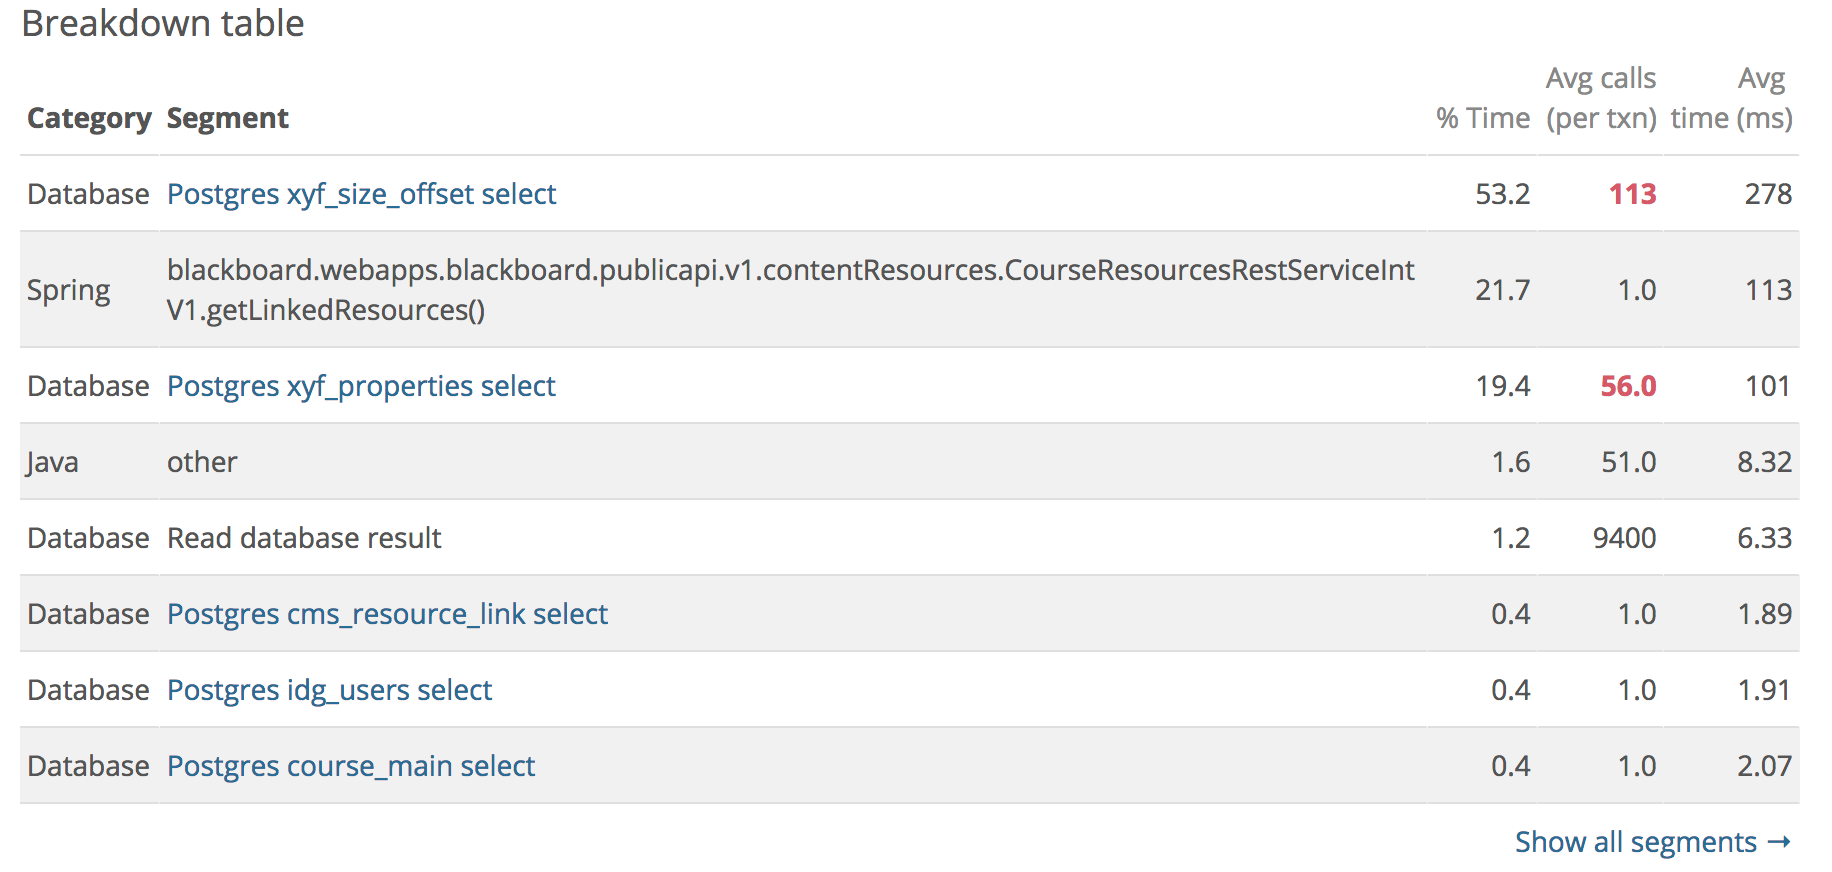 Breakdown table
Category Segment % Time Avg calls (per txn) Avg time (ms)
Database Postgres xyf_size_offset select 53.2 113 278
Spring blackboard.webapps.blackboard.publicapi.v1.contentResources.CourseResourcesRestServiceInt 21.7 1.0 113
V1.getLinkedResources()
Database Postgres xyf_properties select 19.4 56.0 101
Java other 1.6 51.0 8.32
Database Read database result 1.2 9400 6.33
Database Postgres cms_resource_link select 0.4 1.0 1.89
Database Postgres idg_users select 0.4 1.0 1.91
Database Postgres course_main select 0.4 1.0 2.07
Show all segments →